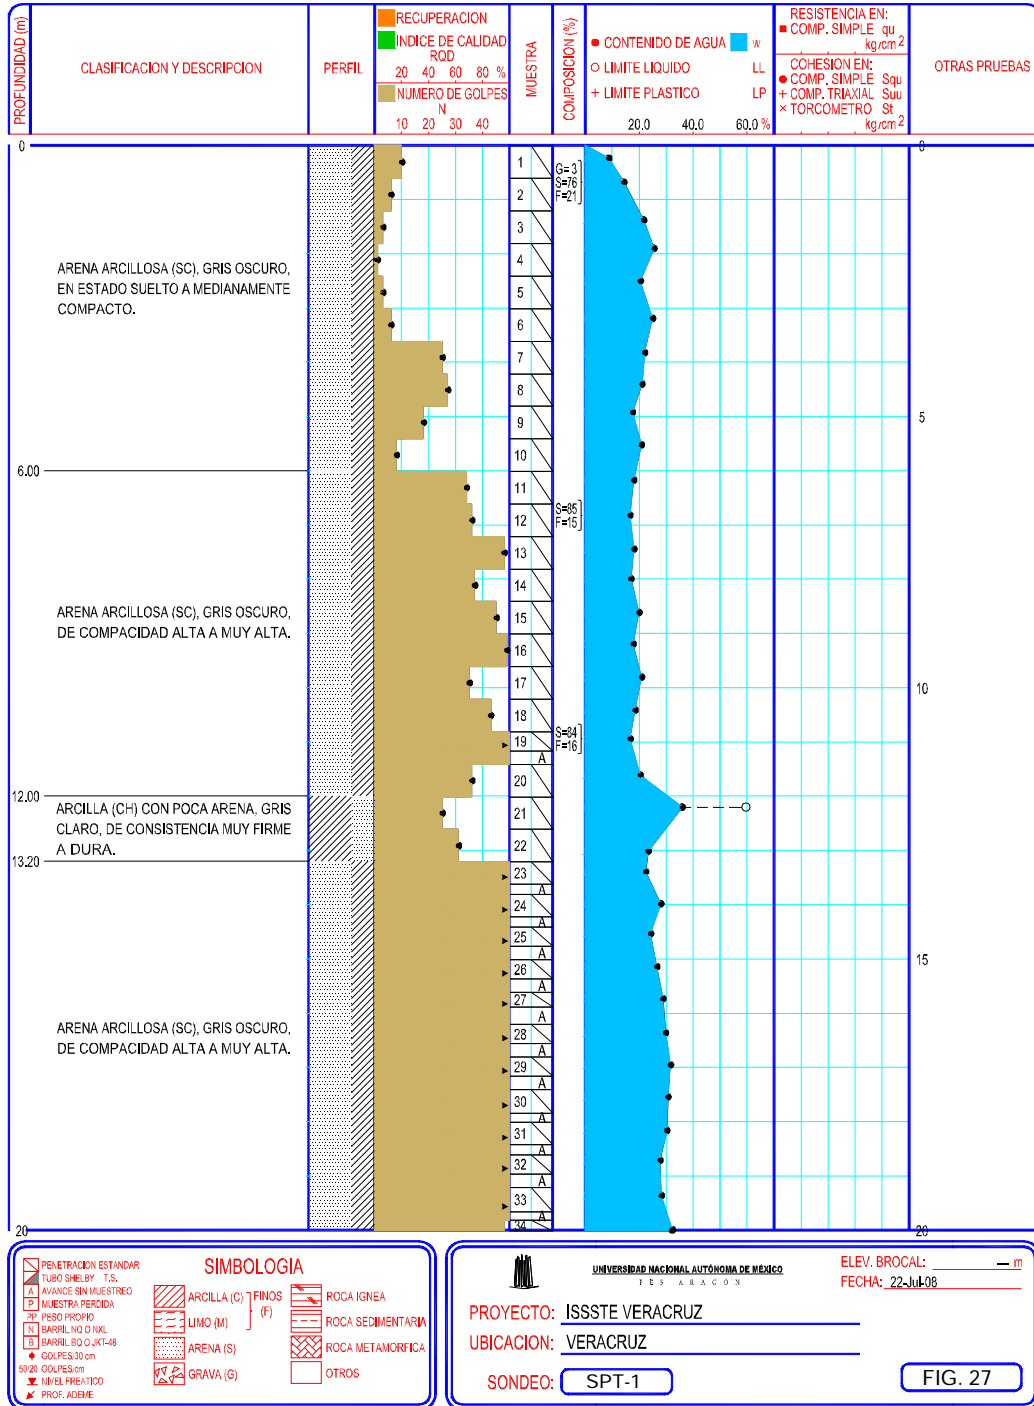 PROFUNDIDAD (m)
CLASIFICACION Y DESCRIPCION
PERFIL
RECUPERACION
INDICE DE CALIDAD
RQD
20 40 60 80 %
NUMERO DE GOLPES
N
10 20 30 40
MUESTRA
COMPOSICION (%)
CONTENIDO DE AGUA W
LIMITE LIQUIDO LL
LIMITE PLASTICO LP
20.0 40.0 60.0 %
RESISTENCIA EN:
COMP. SIMPLE qu
kg/cm2
COHESION EN:
COMP. SIMPLE Squ
COMP. TRIAXIAL Suu
TORCOMETRO St
kg/cm2
OTRAS PRUEBAS
0
0
1
G=3
S=76
F=21
2
3
4
ARENA ARCILLOSA (SC), GRIS OSCURO,
EN ESTADO SUELTO A MEDIANAMENTE
COMPACTO.
5
6
7
8
9
5
10
6.00
11
12
S=85
F=15
13
14
ARENA ARCILLOSA (SC), GRIS OSCURO,
DE COMPACIDAD ALTA A MUY ALTA.
15
16
17
10
18
19
S=84
F=16
A
20
12.00
ARCILLA (CH) CON POCA ARENA, GRIS
CLARO, DE CONSISTENCIA MUY FIRME
A DURA.
21
22
13.20
23
A
24
A
25
A
15
26
A
27
A
ARENA ARCILLOSA (SC), GRIS OSCURO,
DE COMPACIDAD ALTA A MUY ALTA.
28
A
29
A
30
A
31
A
32
A
33
A
34
20
20
SIMBOLOGIA
PENETRACION ESTANDAR
TUBO SHELBY T.S.
A AVANCE SIN MUESTREO
P MUESTRA PERDIDA
PP PESO PROPIO
N BARRIL NQ O NXL
B BARRIL BQ O JKT-48
GOLPES/30 cm
50/20 GOLPES/cm
NIVEL FREATICO
PROF. ADEME
ARCILLA (C)
LIMO (M)
FINOS
(F)
ARENA (S)
GRAVA (G)
ROCA IGNEA
ROCA SEDIMENTARIA
ROCA METAMORFICA
OTROS
UNIVERSIDAD NACIONAL AUTÓNOMA DE MÉXICO
FES ARAGON
ELEV. BROCAL: — m
FECHA: 22-Jul-08
PROYECTO: ISSSTE VERACRUZ
UBICACION: VERACRUZ
SONDEO: SPT-1
FIG. 27